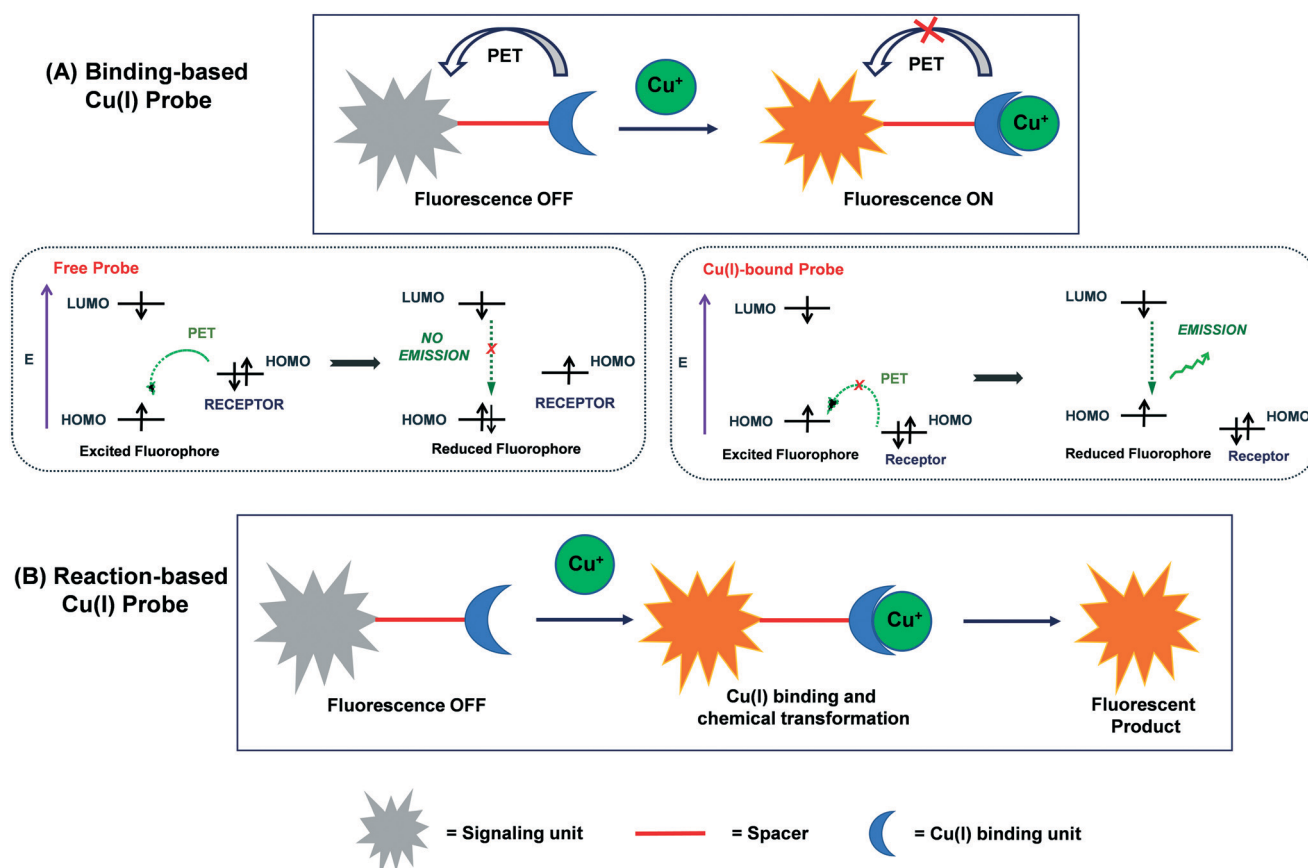 (A) Binding-based
Cu(I) Probe
PET
Cu⁺
PET
Cu⁺
Fluorescence OFF
Fluorescence ON
Free Probe
E
LUMO
PET
HOMO
RECEPTOR
HOMO
Excited Fluorophore
LUMO
NO
EMISSION
X
HOMO
RECEPTOR
HOMO
Reduced Fluorophore
Cu(I)-bound Probe
E
LUMO
X
PET
HOMO
HOMO
Excited Fluorophore
Receptor
LUMO
EMISSION
HOMO
HOMO
Reduced Fluorophore
Receptor
(B) Reaction-based
Cu(I) Probe
Cu⁺
Cu⁺
Fluorescence OFF
Cu(I) binding and
chemical transformation
Fluorescent
Product
= Signaling unit
= Spacer
= Cu(I) binding unit